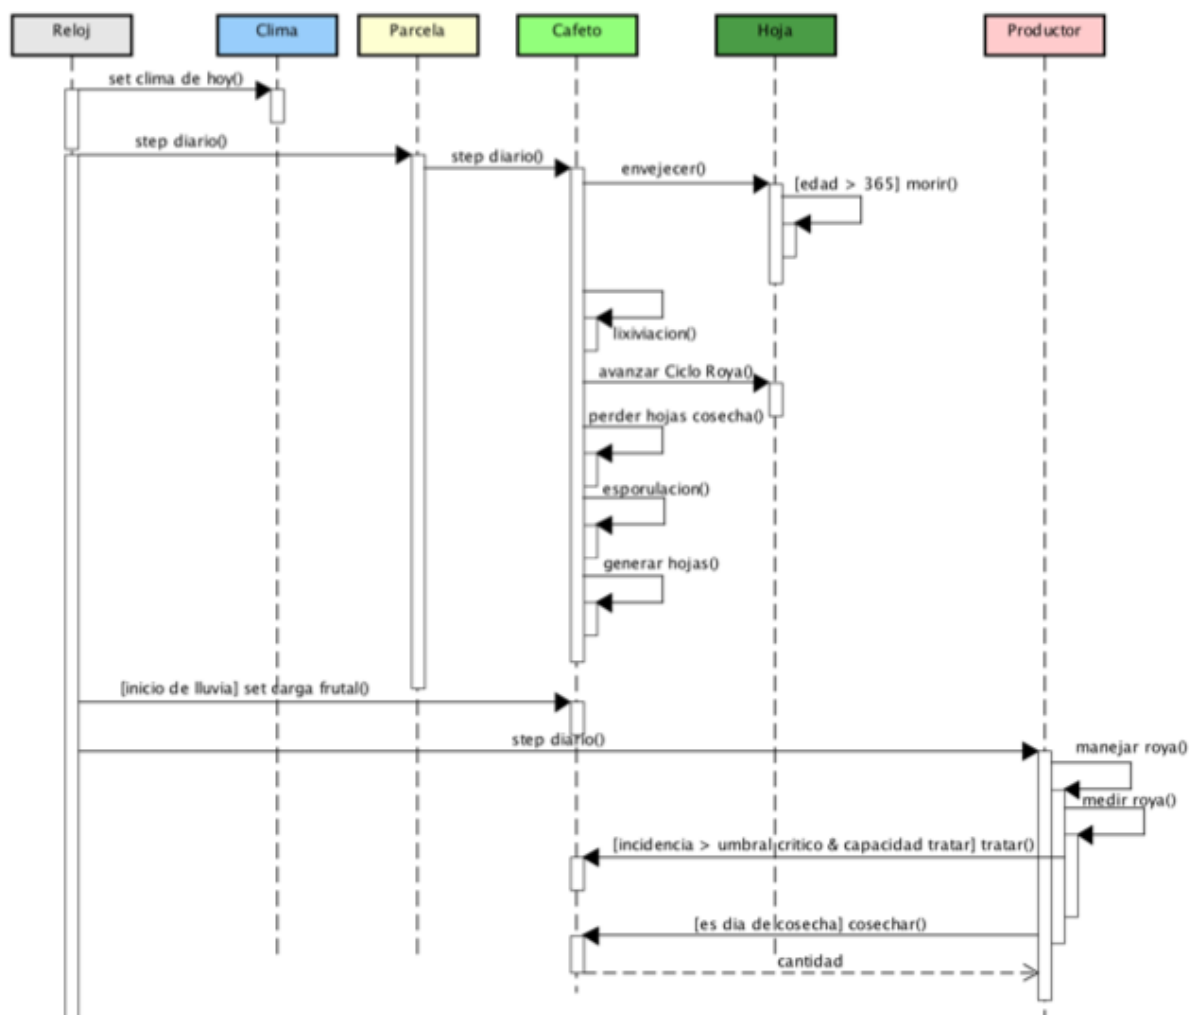 Reloj
Clima
Parcela
Cafeto
Hoja
Productor
set clima de hoy()
step diario()
step diario()
envejecer()
[edad > 365] morir()
lixiviacion()
avanzar Ciclo Roya()
perder hojas cosecha()
esporulacion()
generar hojas()
[inicio de lluvia] set carga frutal()
step diario()
manejar roya()
medir roya()
[incidencia > umbral critico & capacidad tratar] tratar()
[es dia de cosecha] cosechar()
cantidad